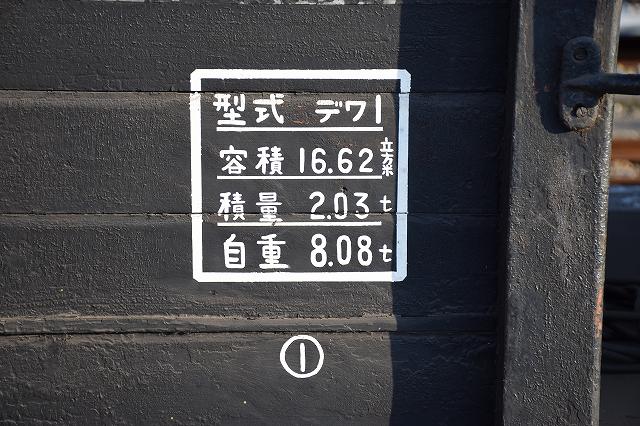 型式 デワ1
容積 16.62 立方米
積量 2.03 t
自重 8.08 t
①